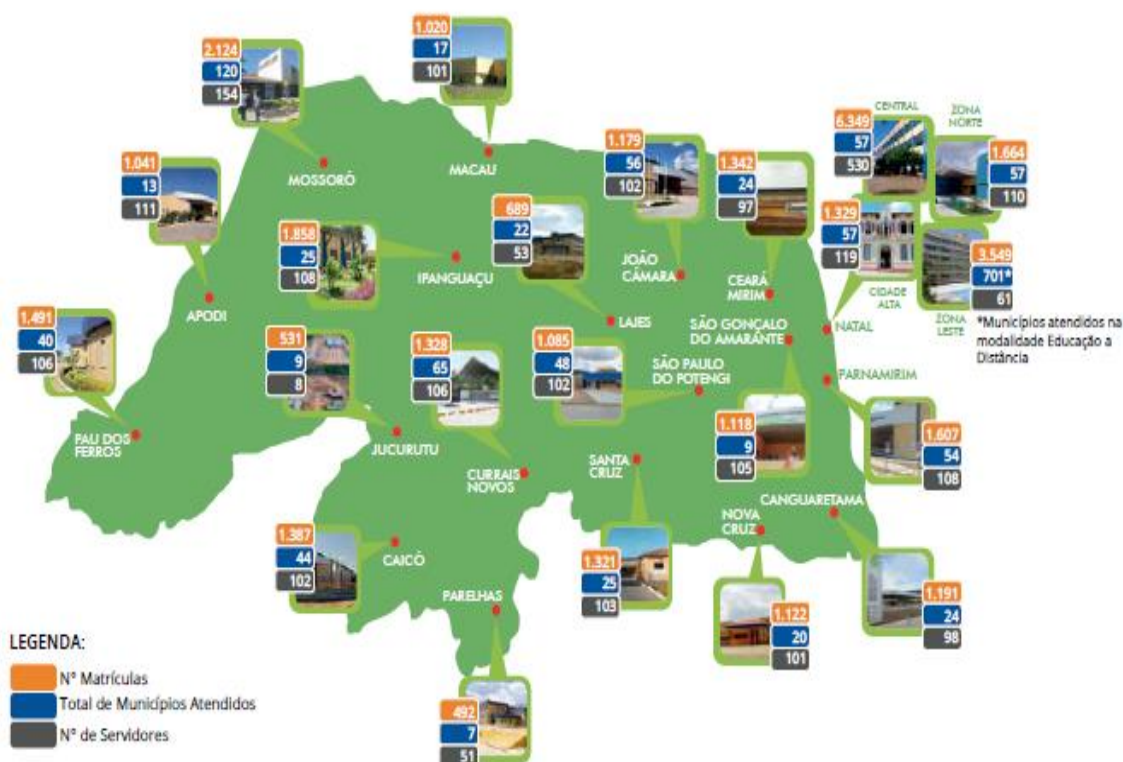 1.020
17
101
MACAU
2.124
120
154
MOSSORÓ
1.041
13
111
APODI
1.858
25
108
IPANGUAÇU
689
22
53
LAJES
1.179
56
102
JOÃO
CÂMARA
1.342
24
97
CEARÁ
MIRIM
CENTRAL
6.349
57
530
ZONA
NORTE
1.664
57
110
1.329
57
119
CIDADE
ALTA
3.549
701*
61
ZONA
LESTE
NATAL
*Municípios atendidos na
modalidade Educação a
Distância
1.491
40
106
PAU DOS
FERROS
531
9
8
JUCURUTU
1.328
65
106
CURRAIS
NOVOS
1.085
48
102
SÃO PAULO
DO POTENGI
SÃO GONÇALO
DO AMARANTE
1.118
9
105
PARNAMIRIM
1.607
54
108
SANTA
CRUZ
1.321
25
103
NOVA
CRUZ
1.122
20
101
CANGUARETAMA
1.191
24
98
1.387
44
102
CAICÓ
PARELHAS
492
7
51
LEGENDA:
N° Matrículas
Total de Municípios Atendidos
N° de Servidores